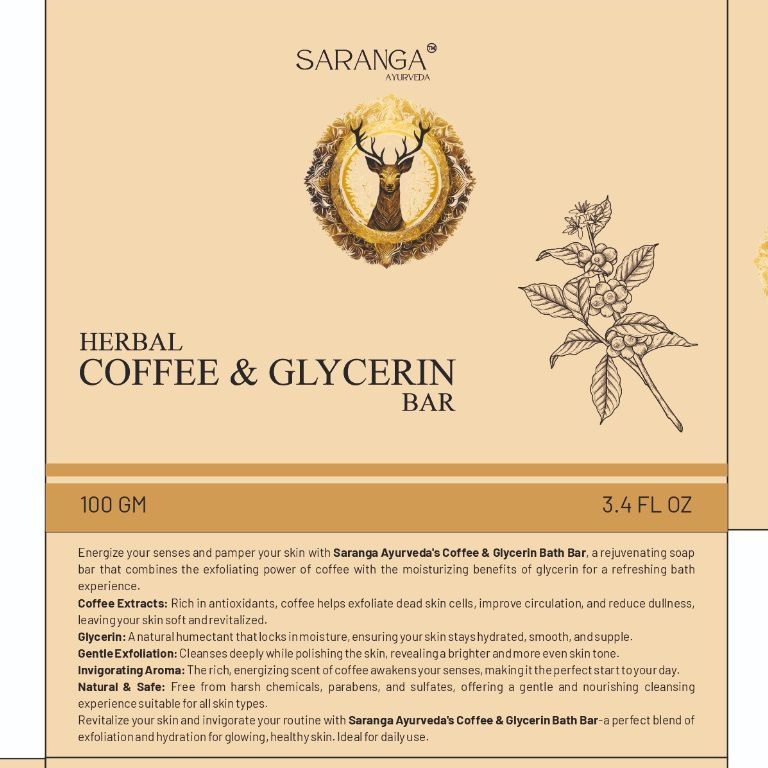 SARANGA™
AYURVEDA
HERBAL
COFFEE & GLYCERIN
BAR
100 GM
3.4 FL OZ
Energize your senses and pamper your skin with Saranga Ayurveda's Coffee & Glycerin Bath Bar, a rejuvenating soap
bar that combines the exfoliating power of coffee with the moisturizing benefits of glycerin for a refreshing bath
experience.
Coffee Extracts: Rich in antioxidants, coffee helps exfoliate dead skin cells, improve circulation, and reduce dullness,
leaving your skin soft and revitalized.
Glycerin: A natural humectant that locks in moisture, ensuring your skin stays hydrated, smooth, and supple.
Gentle Exfoliation: Cleanses deeply while polishing the skin, revealing a brighter and more even skin tone.
Invigorating Aroma: The rich, energizing scent of coffee awakens your senses, making it the perfect start to your day.
Natural & Safe: Free from harsh chemicals, parabens, and sulfates, offering a gentle and nourishing cleansing
experience suitable for all skin types.
Revitalize your skin and invigorate your routine with Saranga Ayurveda's Coffee & Glycerin Bath Bar-a perfect blend of
exfoliation and hydration for glowing, healthy skin. Ideal for daily use.